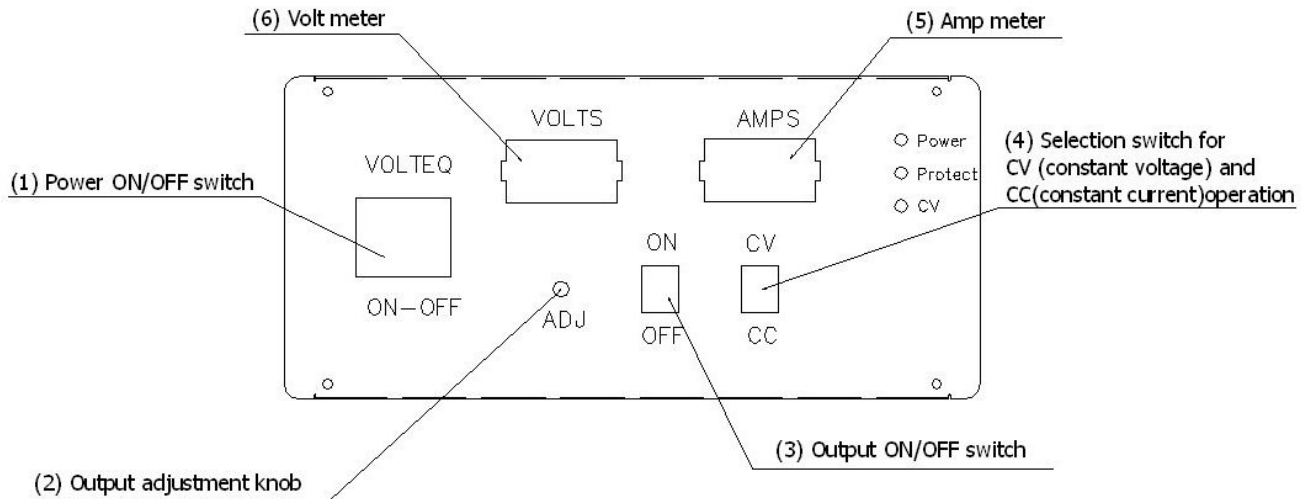 (6) Volt meter
(5) Amp meter
VOLTS
AMPS
Power
(4) Selection switch for
CV (constant voltage) and
CC(constant current)operation
VOLTEQ
Protect
(1) Power ON/OFF switch
CV
ON
CV
ON-OFF
ADJ
OFF
CC
(3) Output ON/OFF switch
(2) Output adjustment knob